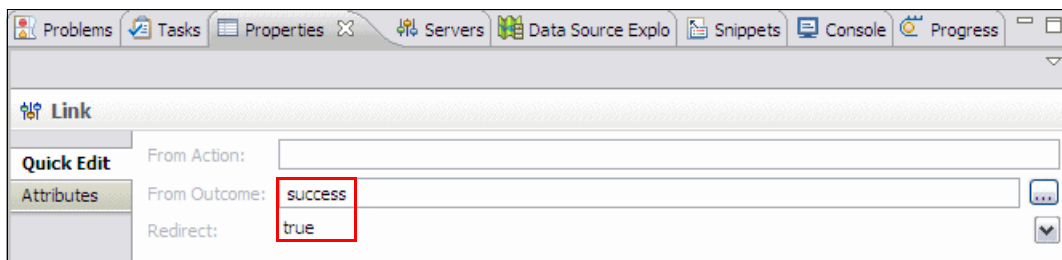 Problems Tasks Properties Servers Data Source Explo Snippets Console Progress
Link
Quick Edit
From Action:
Attributes
From Outcome: success ...
Redirect: true